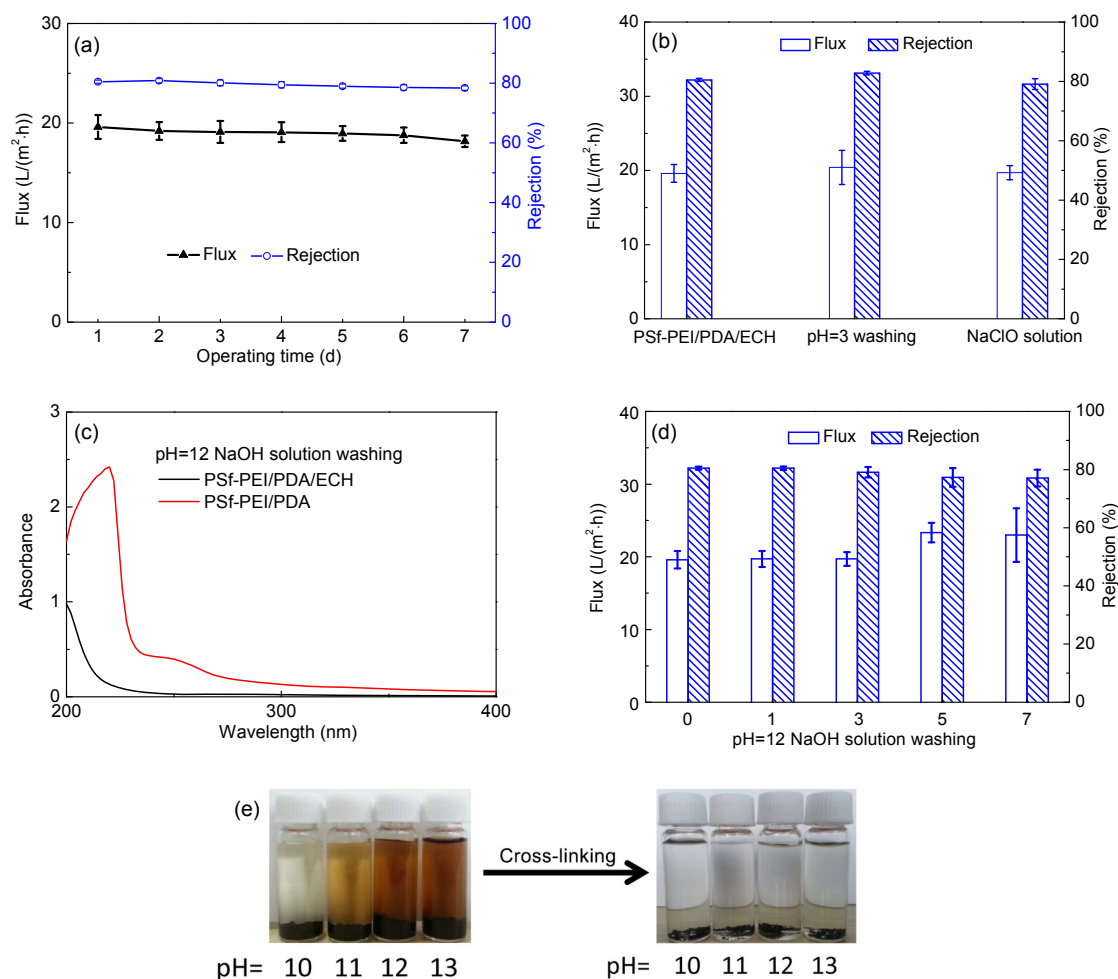 (a)
30
20
10
0
Flux (L/(m²·h)
100
80
60
40
20
0
Rejection (%)
Flux
Rejection
1 2 3 4 5 6 7
Operating time (d)
(b)
Flux
Rejection
40
30
20
10
0
Flux (L/(m²·h)
100
80
60
40
20
0
Rejection (%)
PSf-PEI/PDA/ECH pH=3 washing NaClO solution
(c)
3
2
1
0
Absorbance
pH=12 NaOH solution washing
PSf-PEI/PDA/ECH
PSf-PEI/PDA
200 300 400
Wavelength (nm)
(d)
Flux
Rejection
40
30
20
10
0
Flux (L/(m²·h)
100
80
60
40
20
0
Rejection (%)
0 1 3 5 7
pH=12 NaOH solution washing
(e)
Cross-linking
pH= 10 11 12 13
pH= 10 11 12 13